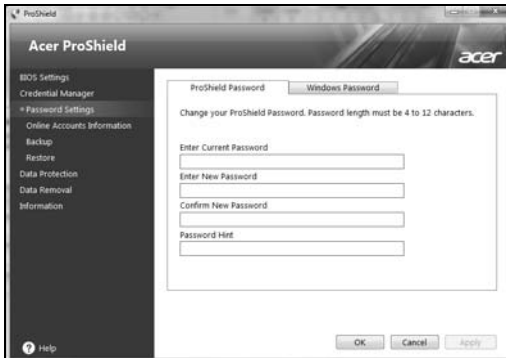 ProShield
Acer ProShield
acer
BIOS Settings
Credential Manager
Password Settings
Online Accounts Information
Backup
Restore
Data Protection
Data Removal
Information
ProShield Password
Windows Password
Change your ProShield Password. Password length must be 4 to 12 characters.
Enter Current Password
Enter New Password
Confirm New Password
Password Hint
? Help
OK
Cancel
Apply